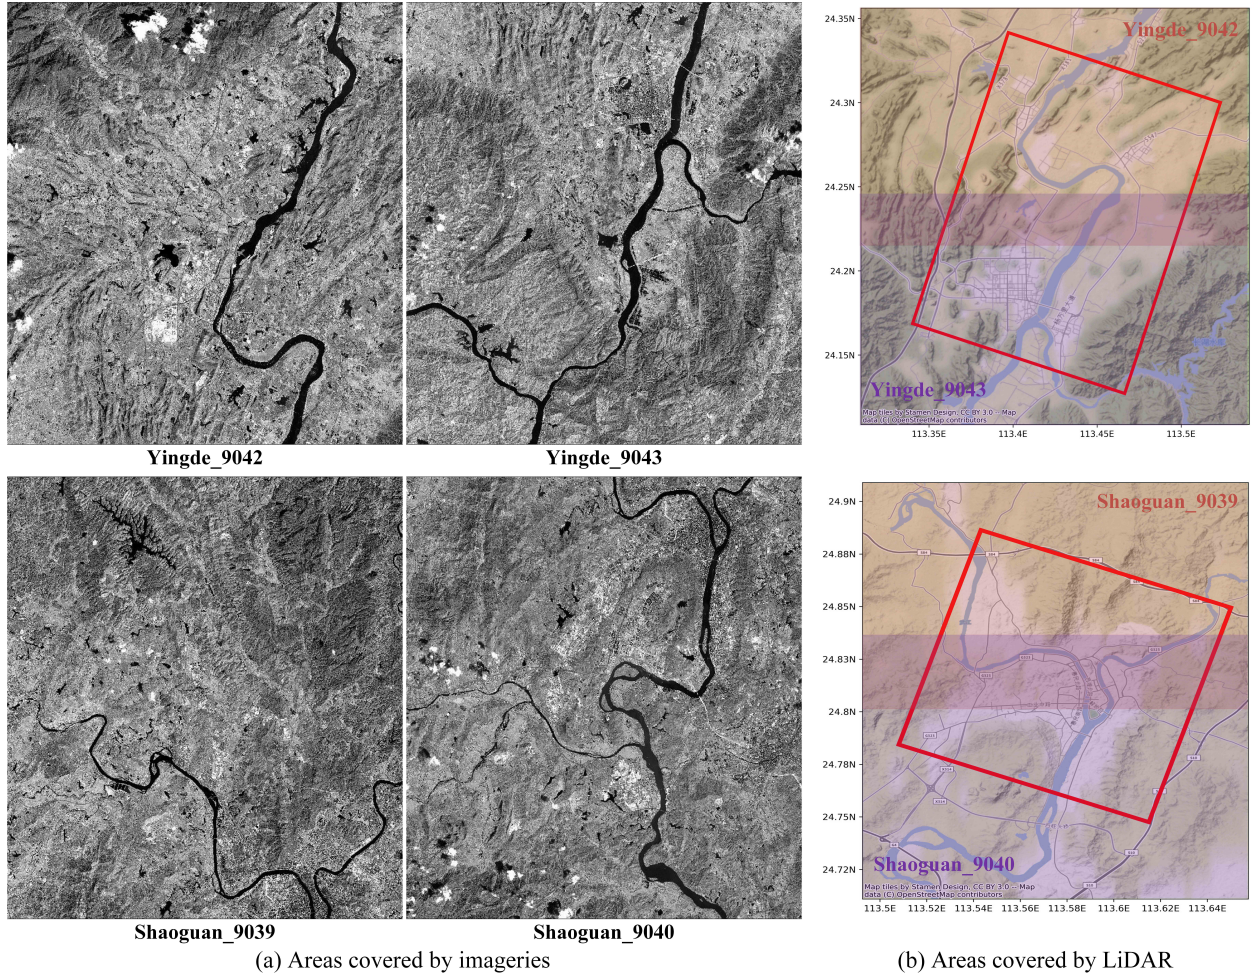 Yingde_9042
Yingde_9043
Shaoguan_9039
Shaoguan_9040
(a) Areas covered by imageries
24.35N
24.3N
24.25N
24.2N
24.15N
Yingde_9042
Yingde_9043
Map tiles by Stamen Design, CC BY 3.0 -- Map
data (C) OpenStreetMap contributors
113.35E
113.4E
113.45E
113.5E
24.9N
24.88N
24.85N
24.83N
24.8N
24.78N
24.75N
24.72N
Shaoguan_9039
Shaoguan_9040
Map tiles by Stamen Design, CC BY 3.0 -- Map
data (C) OpenStreetMap contributors
113.5E
113.52E
113.54E
113.56E
113.58E
113.6E
113.62E
113.64E
(b) Areas covered by LiDAR